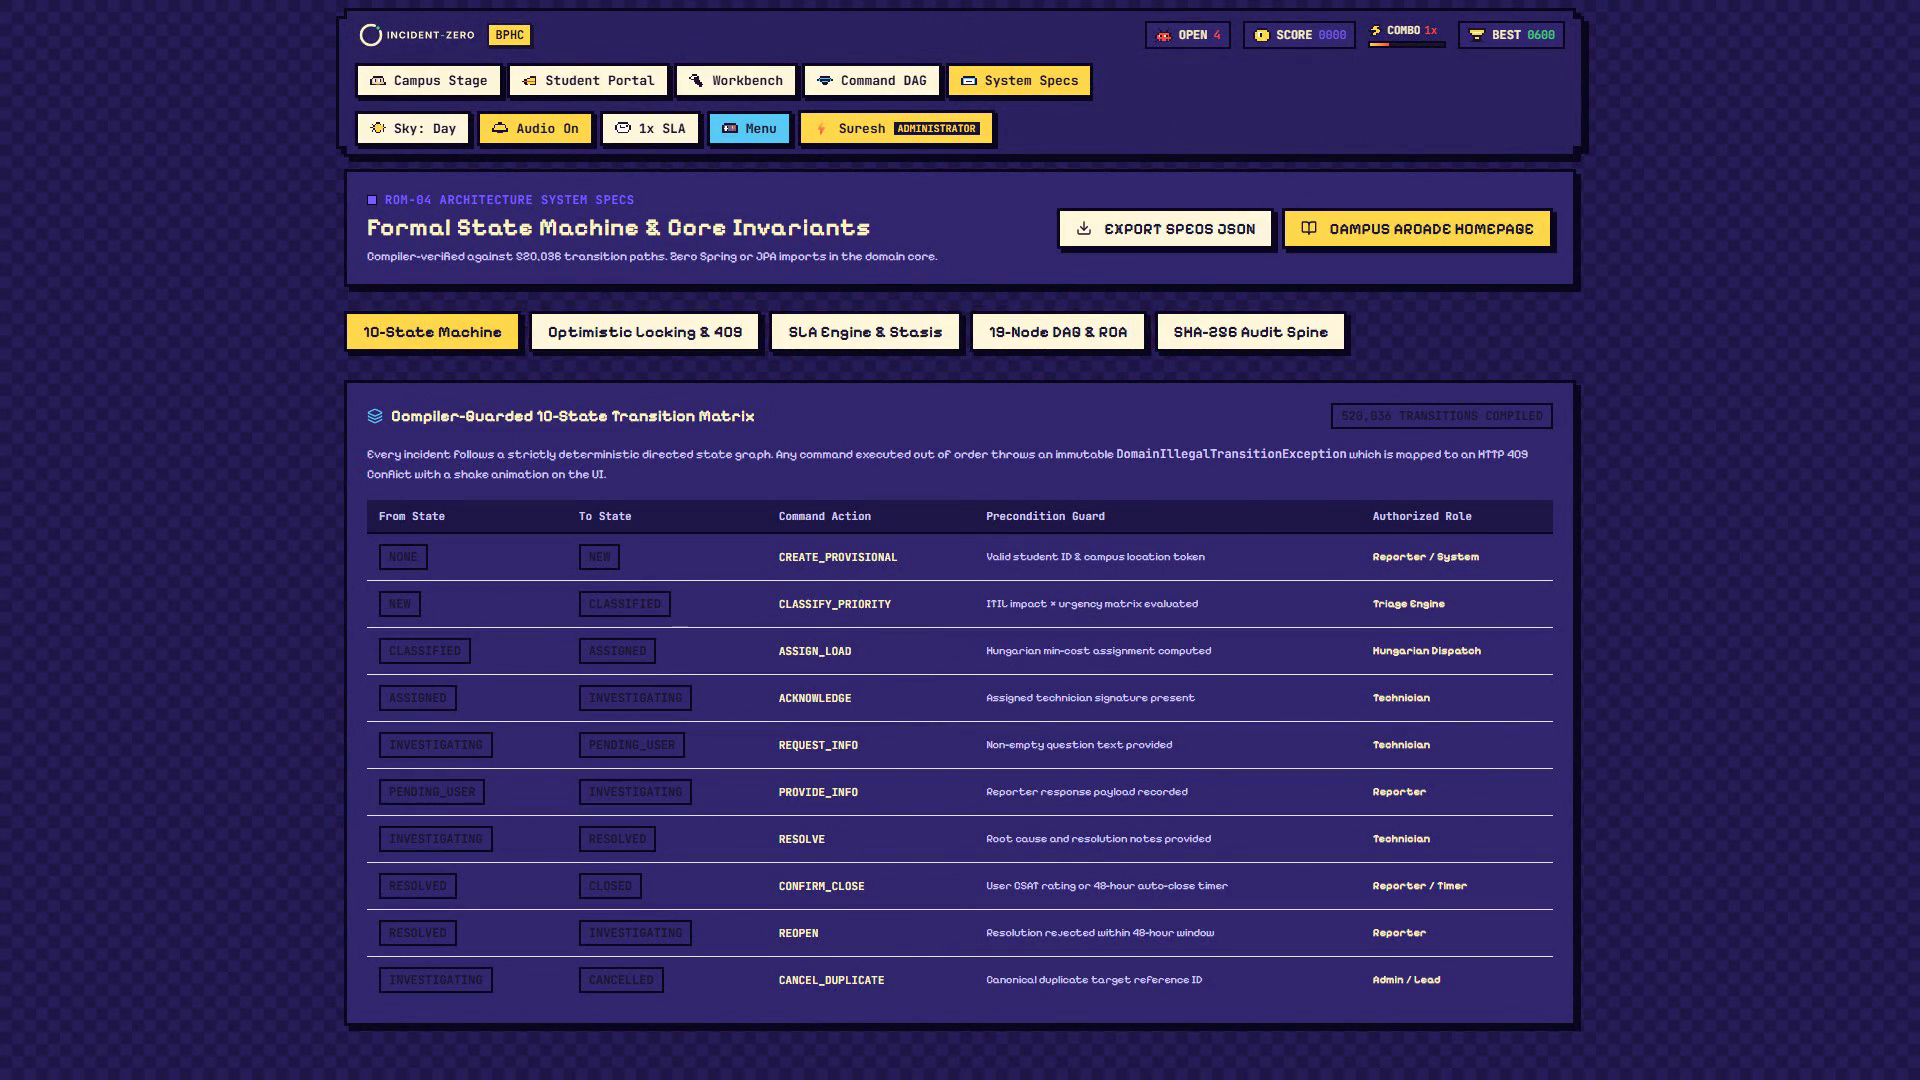 INCIDENT-ZERO BPHC
OPEN 4 SCORE 0000 COMBO 1x BEST 0600
Campus Stage Student Portal Workbench Command DAG System Specs
Sky: Day Audio On 1x SLA Menu Suresh ADMINISTRATOR
ROM-04 ARCHITECTURE SYSTEM SPECS
Formal State Machine & Core Invariants
Compiler-verified against 520,036 transition paths. Zero Spring or JPA imports in the domain core.
EXPORT SPECS JSON CAMPUS ARCADE HOMEPAGE
10-State Machine Optimistic Locking & 409 SLA Engine & Stasis 19-Node DAG & RCA SHA-256 Audit Spine
Compiler-Guarded 10-State Transition Matrix 520,036 TRANSITIONS COMPILED
Every incident follows a strictly deterministic directed state graph. Any command executed out of order throws an immutable DomainIllegalTransitionException which is mapped to an HTTP 409
Conflict with a shake animation on the UI.
From State To State Command Action Precondition Guard Authorized Role
NONE NEW CREATE_PROVISIONAL Valid student ID & campus location token Reporter / System
NEW CLASSIFIED CLASSIFY_PRIORITY ITIL impact × urgency matrix evaluated Triage Engine
CLASSIFIED ASSIGNED ASSIGN_LOAD Hungarian min-cost assignment computed Hungarian Dispatch
ASSIGNED INVESTIGATING ACKNOWLEDGE Assigned technician signature present Technician
INVESTIGATING PENDING_USER REQUEST_INFO Non-empty question text provided Technician
PENDING_USER INVESTIGATING PROVIDE_INFO Reporter response payload recorded Reporter
INVESTIGATING RESOLVED RESOLVE Root cause and resolution notes provided Technician
RESOLVED CLOSED CONFIRM_CLOSE User CSAT rating or 48-hour auto-close timer Reporter / Timer
RESOLVED INVESTIGATING REOPEN Resolution rejected within 48-hour window Reporter
INVESTIGATING CANCELLED CANCEL_DUPLICATE Canonical duplicate target reference ID Admin / Lead